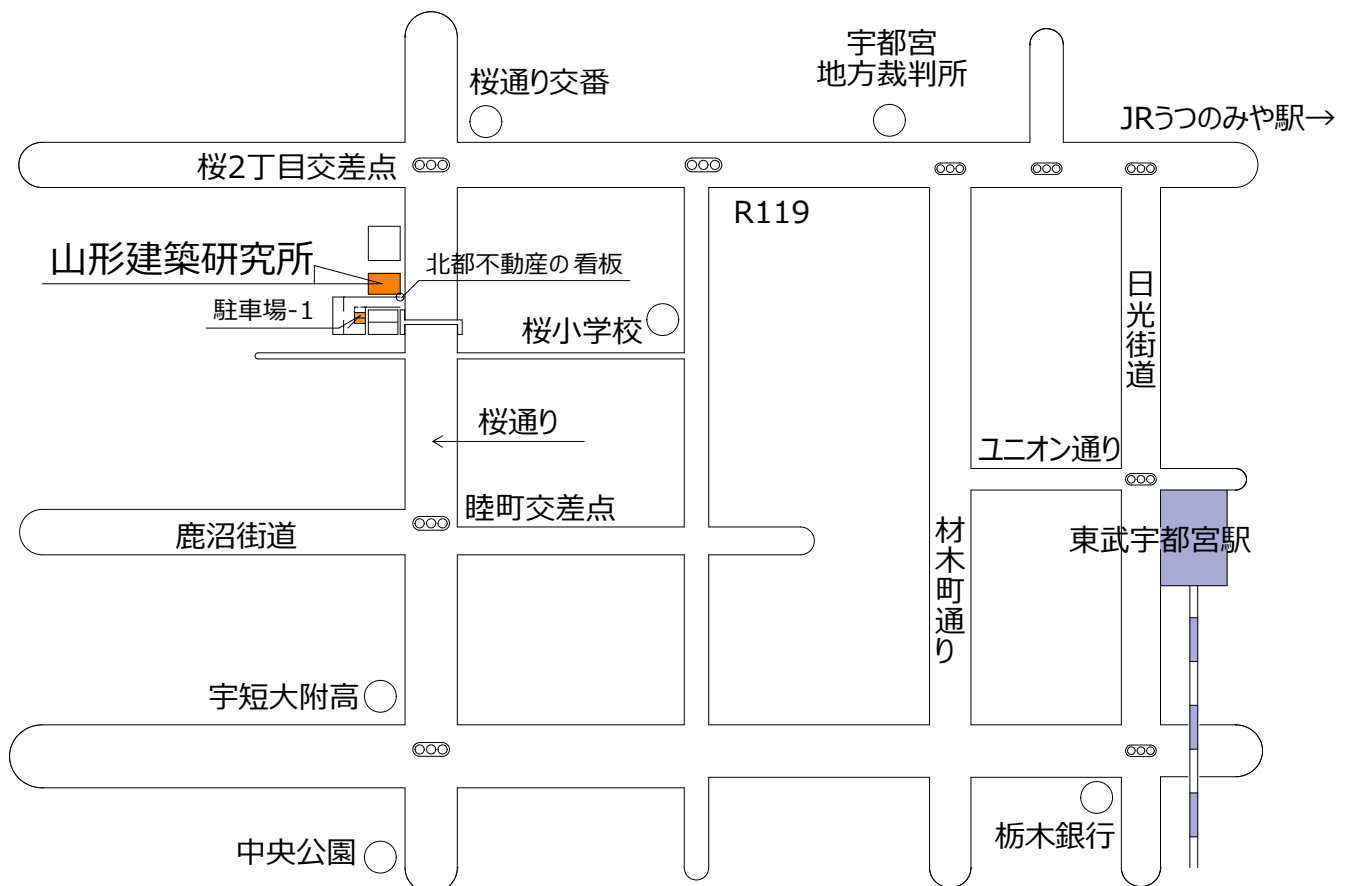 宇都宮
地方裁判所
桜通り交番
JRうつのみや駅→
桜2丁目交差点
R119
山形建築研究所
北都不動産の看板
駐車場-1
桜小学校
日光街道
桜通り
ユニオン通り
睦町交差点
鹿沼街道
材木町通り
東武宇都宮駅
宇短大附高
栃木銀行
中央公園